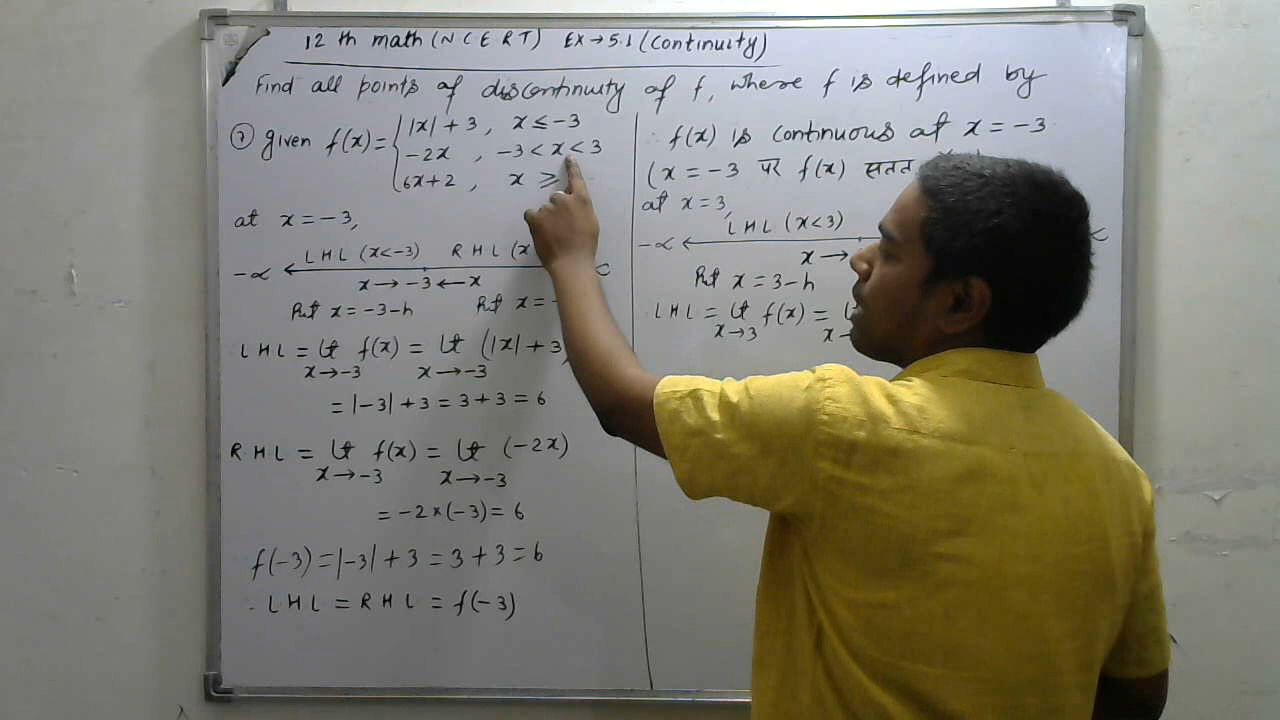 12 th math (NCERT) EX→5.1 (continuity)
Find all points of discontinuity of f, where f is defined by
⑦ given f(x) = { |x| + 3 , x ≤ -3
-2x , -3 < x < 3
6x+2 , x ≥
at x = -3,
LHL (x<-3) RHL (x
-∝ ∝
x → -3 ← x
Put x = -3-h Put x = -
LHL = lt f(x) = lt (|x| + 3
x→-3 x→-3
= |-3| + 3 = 3 + 3 = 6
RHL = lt f(x) = lt (-2x)
x→-3 x→-3
= -2×(-3) = 6
f(-3) = |-3| + 3 = 3 + 3 = 6
∴ LHL = RHL = f(-3)
∴ f(x) is continuous at x = -3
(x = -3 पर f(x) सतत
at x = 3,
LHL (x<3)
-∝ ∝
x →
Put x = 3-h
LHL = lt f(x) =
x→3 x→